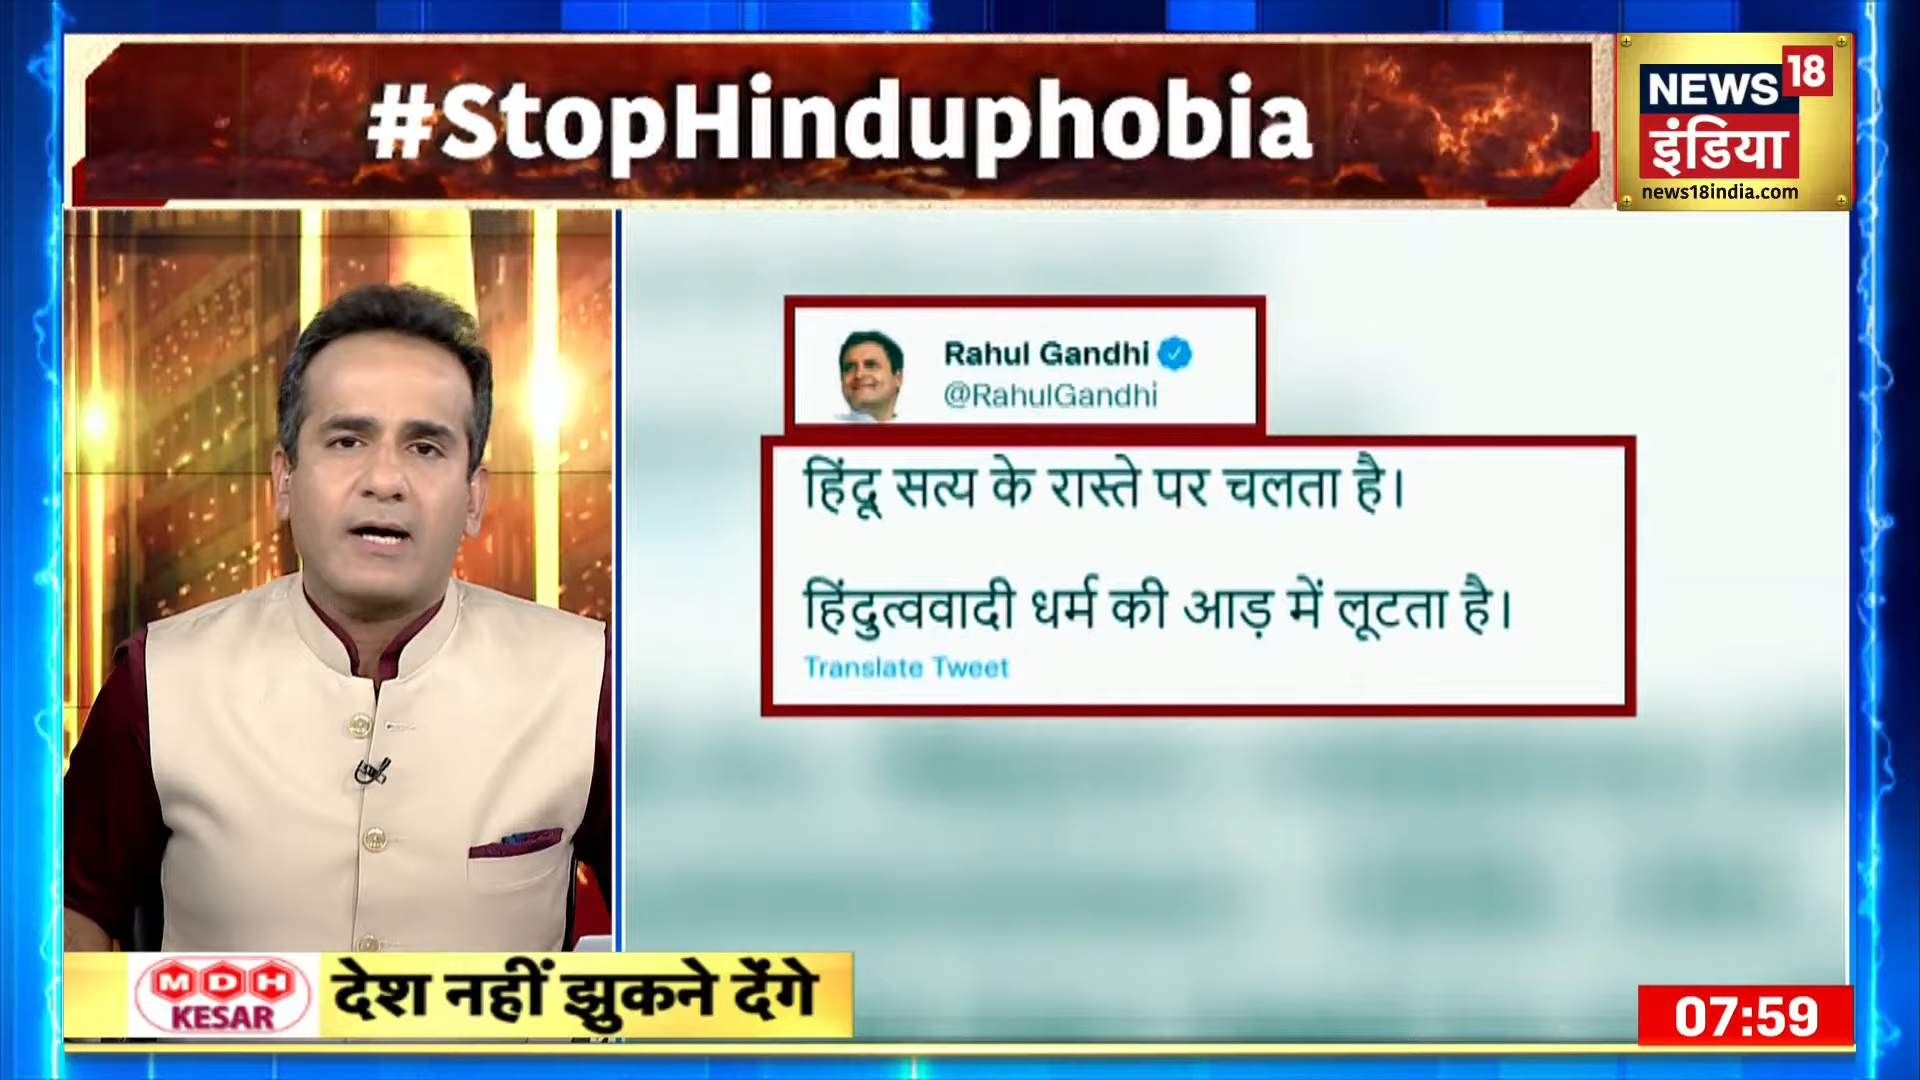 #StopHinduphobia
NEWS 18
इंडिया
news18india.com
Rahul Gandhi
@RahulGandhi
हिंदू सत्य के रास्ते पर चलता है।
हिंदुत्ववादी धर्म की आड़ में लूटता है।
Translate Tweet
MDH
KESAR
देश नहीं झुकने देंगे
07:59